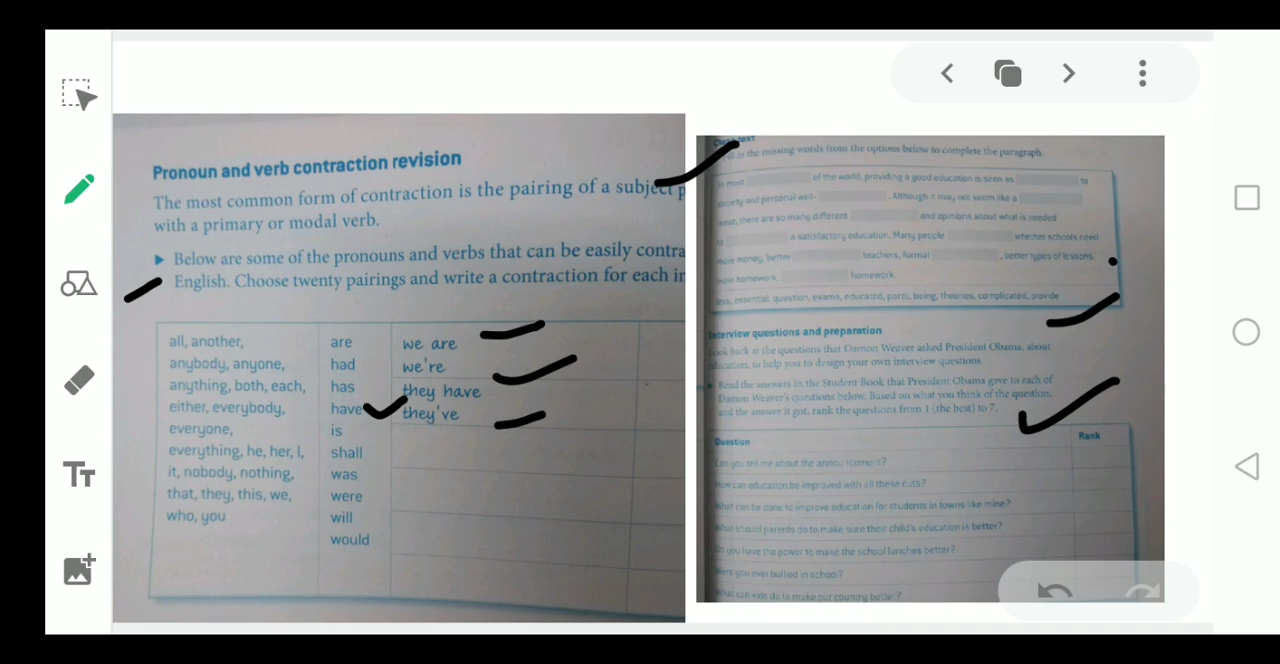 Pronoun and verb contraction revision
The most common form of contraction is the pairing of a subject p
with a primary or modal verb.
Below are some of the pronouns and verbs that can be easily contra
English. Choose twenty pairings and write a contraction for each in
all, another,
anybody, anyone,
anything, both, each,
either, everybody,
everyone,
everything, he, her, I,
it, nobody, nothing,
that, they, this, we,
who, you
are
had
has
have
is
shall
was
were
will
would
we are
we're
they have
they've
text
in the missing words from the options below to complete the paragraph.
In most of the world, providing a good education is seen as to
society and personal well- . Although it may not seem like a
issue, there are so many different and opinions about what is needed
to a satisfactory education. Many people whether schools need
more money, better teachers, formal , better types of lessons,
more homework, homework.
less, essential, question, exams, educated, parts, being, theories, complicated, provide
Interview questions and preparation
Look back at the questions that Damon Weaver asked President Obama, about
education, to help you to design your own interview questions.
Read the answers in the Student Book that President Obama gave to each of
Damon Weaver's questions below. Based on what you think of the question,
and the answer it got, rank the questions from 1 (the best) to 7.
Question Rank
Can you tell me about the announcement?
How can education be improved with all these cuts?
What can be done to improve education for students in towns like mine?
What should parents do to make sure their child's education is better?
Do you have the power to make the school lunches better?
Were you ever bullied in school?
What can kids do to make our country better?
TT